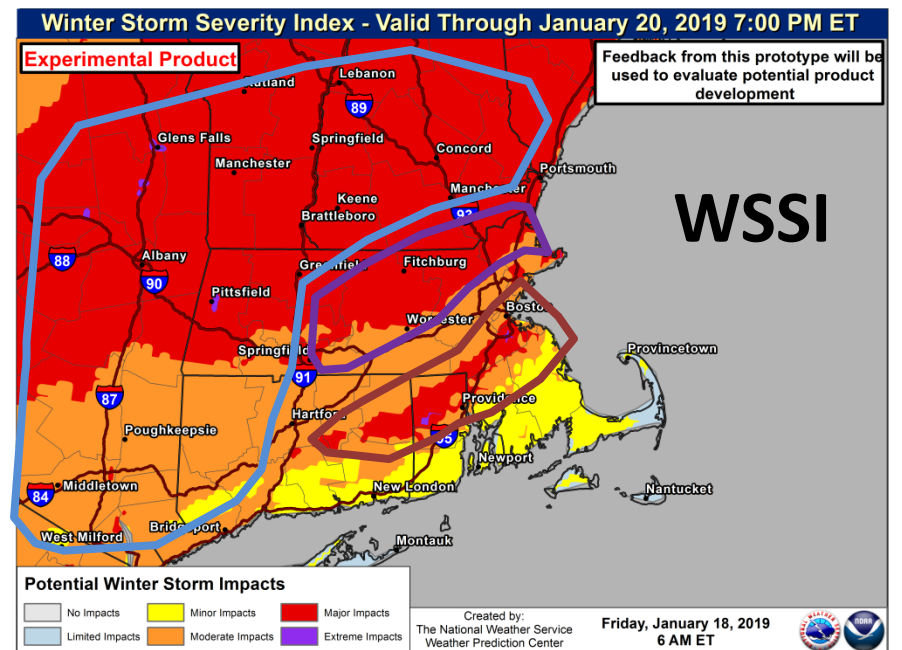 Winter Storm Severity Index - Valid Through January 20, 2019 7:00 PM ET
Experimental Product
Feedback from this prototype will be
used to evaluate potential product
development
Rutland
Lebanon
89
Glens Falls
Springfield
Concord
Manchester
Portsmouth
Keene
Manchester
93
Brattleboro
WSSI
88
Albany
90
Greenfield
Fitchburg
Pittsfield
Boston
Worcester
Springfield
91
Provincetown
87
Hartford
Providence
Poughkeepsie
95
Newport
84
Middletown
New London
Nantucket
Bridgeport
West Milford
Montauk
Potential Winter Storm Impacts
No Impacts
Minor Impacts
Major Impacts
Limited Impacts
Moderate Impacts
Extreme Impacts
Created by:
The National Weather Service
Weather Prediction Center
Friday, January 18, 2019
6 AM ET
NOAA